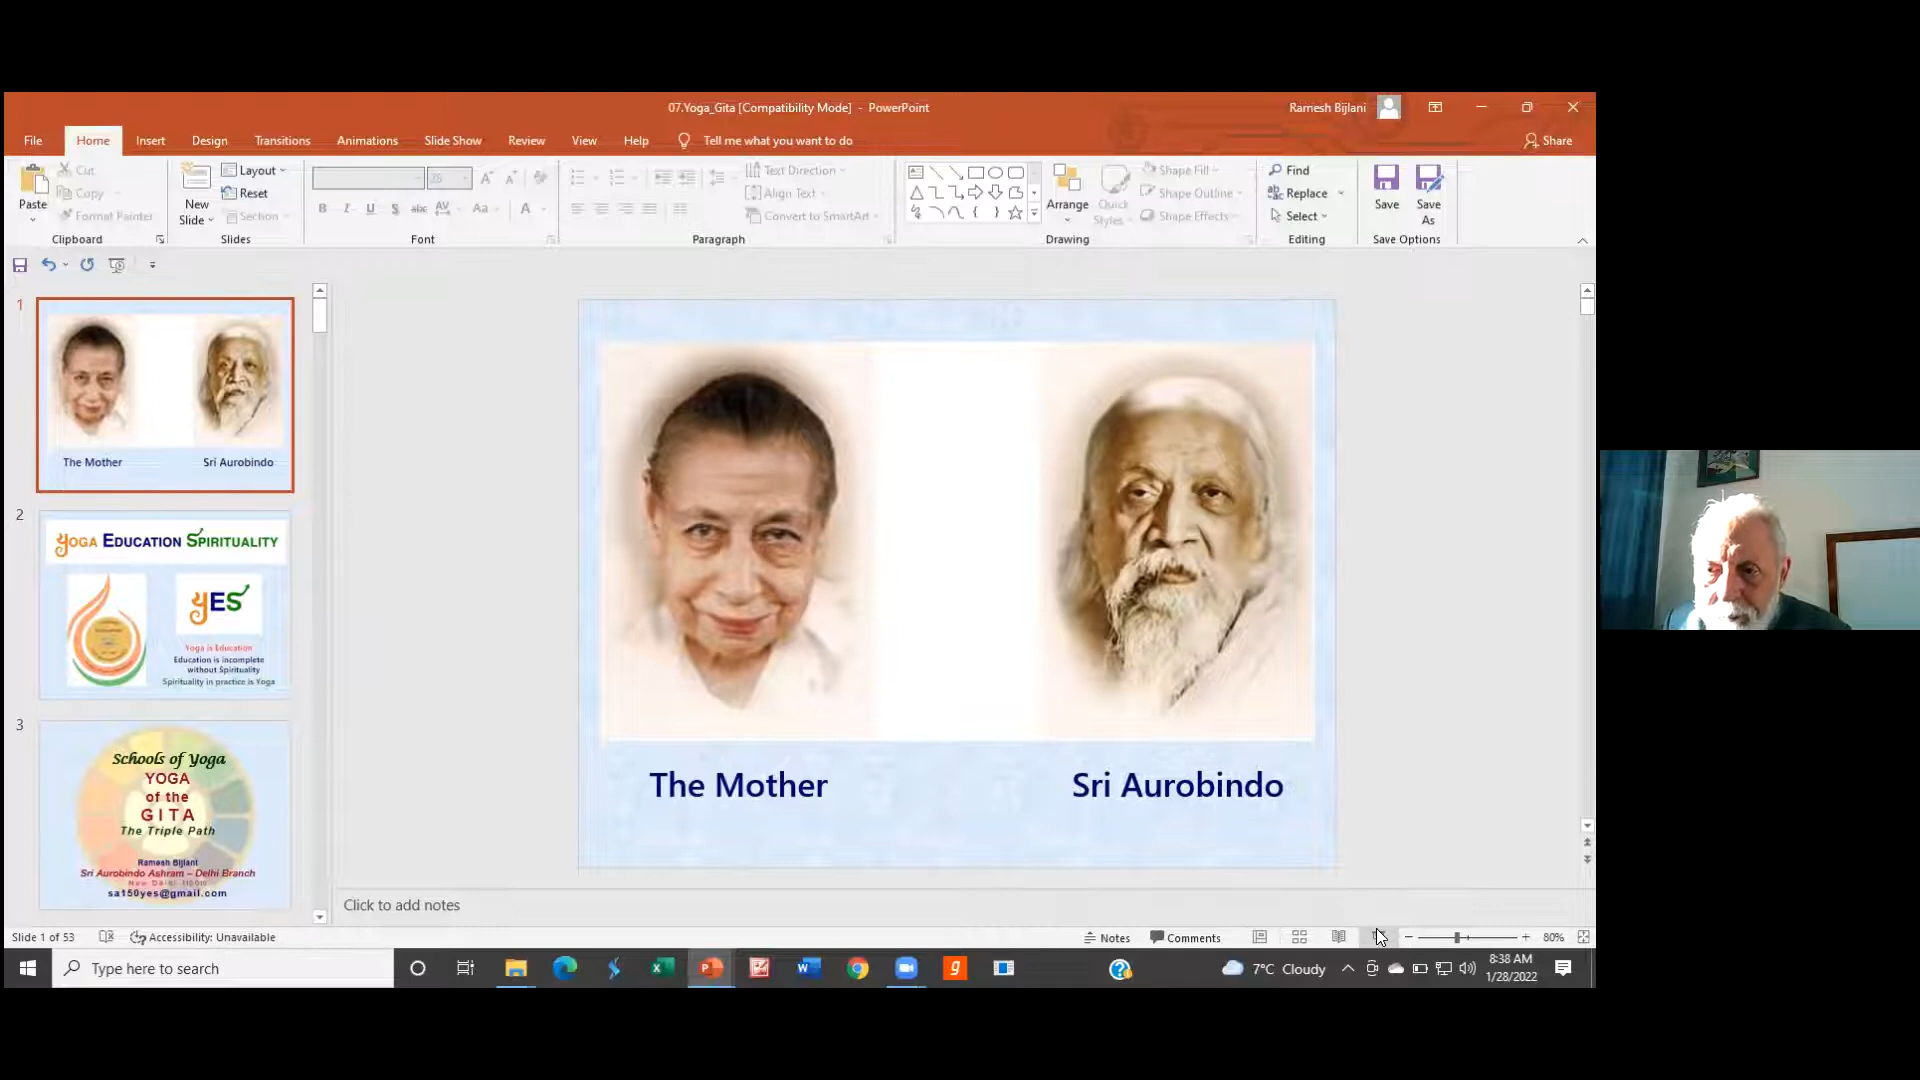 07.Yoga_Gita [Compatibility Mode] - PowerPoint
Ramesh Bijlani
File Home Insert Design Transitions Animations Slide Show Review View Help Tell me what you want to do Share
Paste
Cut
Copy
Format Painter
Clipboard
New Slide
Layout
Reset
Section
Slides
28
B I U S abc AV Aa A
Font
Text Direction
Align Text
Convert to SmartArt
Paragraph
Arrange
Quick Styles
Shape Fill
Shape Outline
Shape Effects
Drawing
Find
Replace
Select
Editing
Save
Save As
Save Options
1
The Mother Sri Aurobindo
2
YOGA EDUCATION SPIRITUALITY
YES
Yoga is Education
Education is incomplete
without Spirituality
Spirituality in practice is Yoga
3
Schools of Yoga
YOGA
of the
GITA
The Triple Path
Ramesh Bijlani
Sri Aurobindo Ashram – Delhi Branch
sa150yes@gmail.com
The Mother Sri Aurobindo
Click to add notes
Slide 1 of 53 Accessibility: Unavailable Notes Comments 80%
Type here to search
7°C Cloudy
8:38 AM
1/28/2022